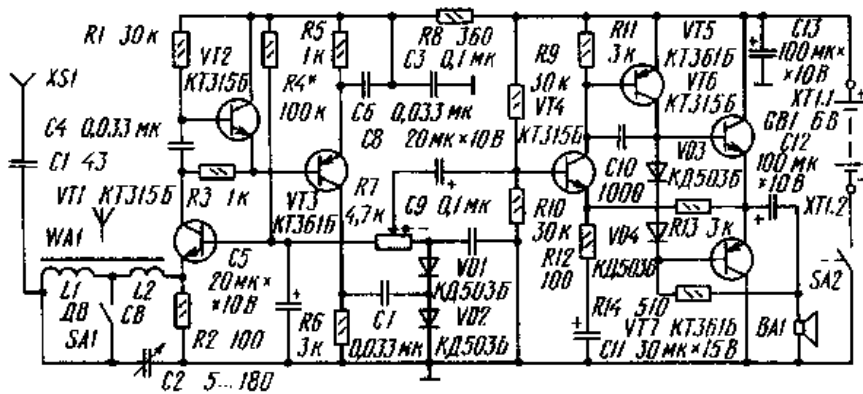 R1 30к
VT2
КТ315Б
R5
1к
R4*
100к
R8 360
C3 0,1 мк
R9
30к
VT4
КТ315Б
R11
3к
VT5
КТ361Б
VT6
КТ315Б
C13
100 мк×
×10В
XT1.1
GB1 6В
C12
100 мк
×10В
XT1.2
XS1
C4 0,033 мк
C1 43
VT1 КТ315Б
WA1
R3 1к
C6
0,033 мк
C8
20 мк×10В
VT3
КТ361Б
R7
4,7к
C9 0,1 мк
C10
1000
VD3
КД503Б
R10
30к
R12
100
VD4
КД503Б
R13 3к
L1
ДВ
SA1
L2
СВ
C5
20 мк×
×10В
R2 100
C2 5...180
R6
3к
C7
0,033 мк
VD1
КД503Б
VD2
КД503Б
R14 510
VT7 КТ361Б
C11 30 мк×15В
BA1
SA2